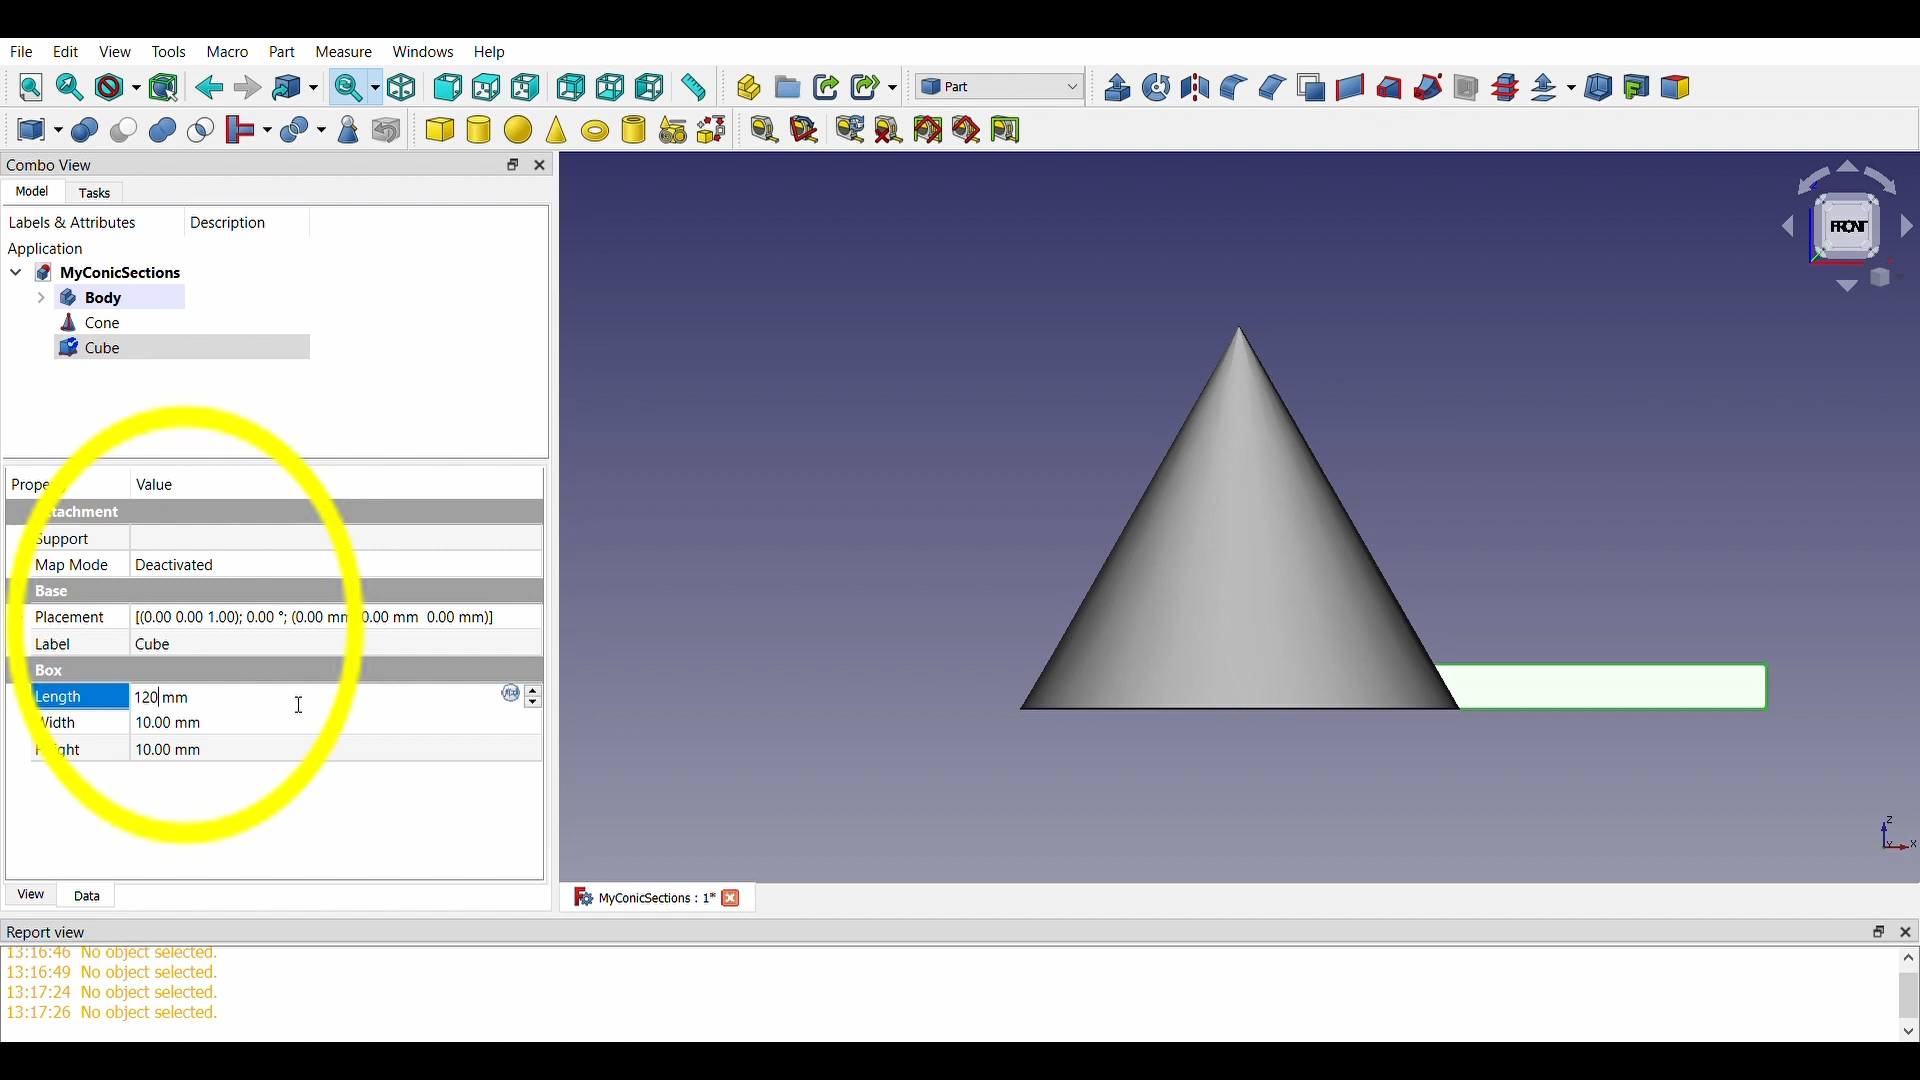 File Edit View Tools Macro Part Measure Windows Help
Part
Combo View
Model Tasks
Labels & Attributes Description
Application
MyConicSections
Body
Cone
Cube
Value
Support
Map Mode Deactivated
Base
Placement [(0.00 0.00 1.00); 0.00 °; (0.00 mm 0.00 mm 0.00 mm)]
Label Cube
Box
Length 120 mm
Width 10.00 mm
10.00 mm
View Data
FRONT
Z
X
MyConicSections : 1*
Report view
13:16:46 No object selected.
13:16:49 No object selected.
13:17:24 No object selected.
13:17:26 No object selected.